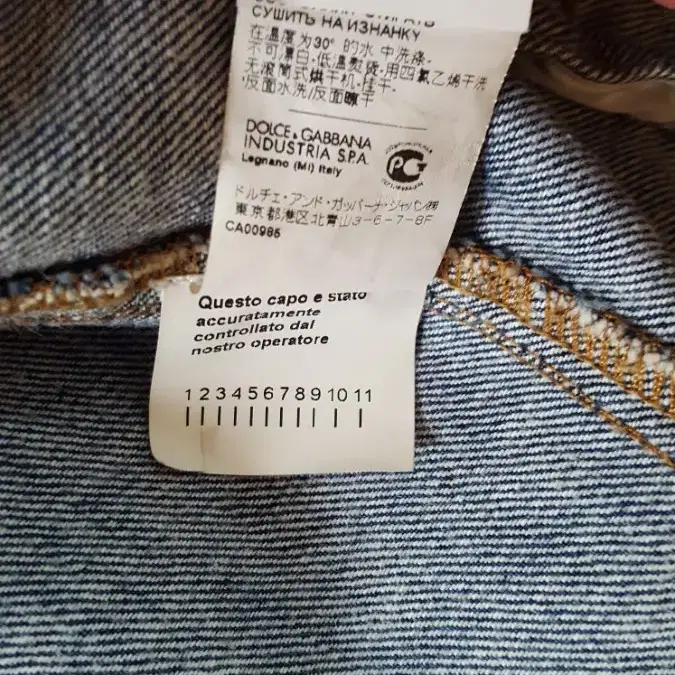 СУШИТЬ НА ИЗНАНКУ
在温度为30° 的水 中洗涤.
不可漂白.低温熨烫.用四氯乙烯干洗
无滚筒式烘干机.挂干.
反面水洗/反面晾干
DOLCE & GABBANA
INDUSTRIA S.P.A.
Legnano (MI) Italy
ドルチェ・アンド・ガッバーナ・ジャパン㈱
東京都港区北青山3-6-7-8F
CA00985
Questo capo e stato
accuratamente
controllato dal
nostro operatore
1 2 3 4 5 6 7 8 9 10 11